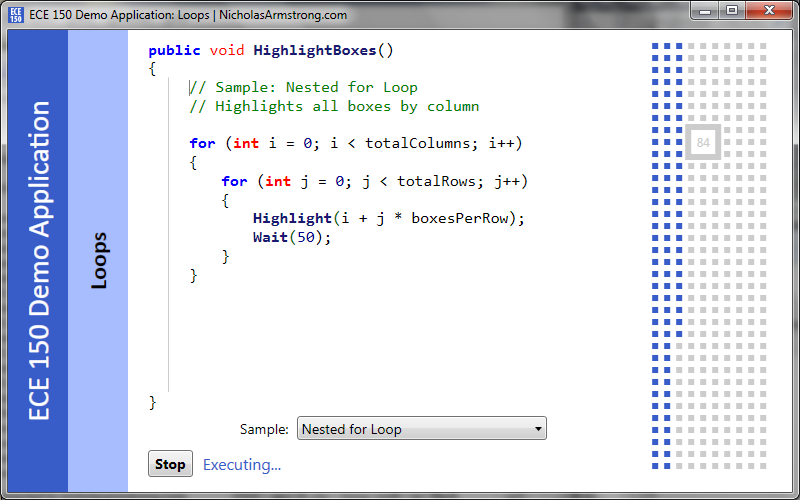 ECE 150
ECE 150 Demo Application: Loops | NicholasArmstrong.com
ECE 150 Demo Application
Loops
public void HighlightBoxes()
{
// Sample: Nested for Loop
// Highlights all boxes by column
for (int i = 0; i < totalColumns; i++)
{
for (int j = 0; j < totalRows; j++)
{
Highlight(i + j * boxesPerRow);
Wait(50);
}
}
}
84
Sample: Nested for Loop
Stop Executing...